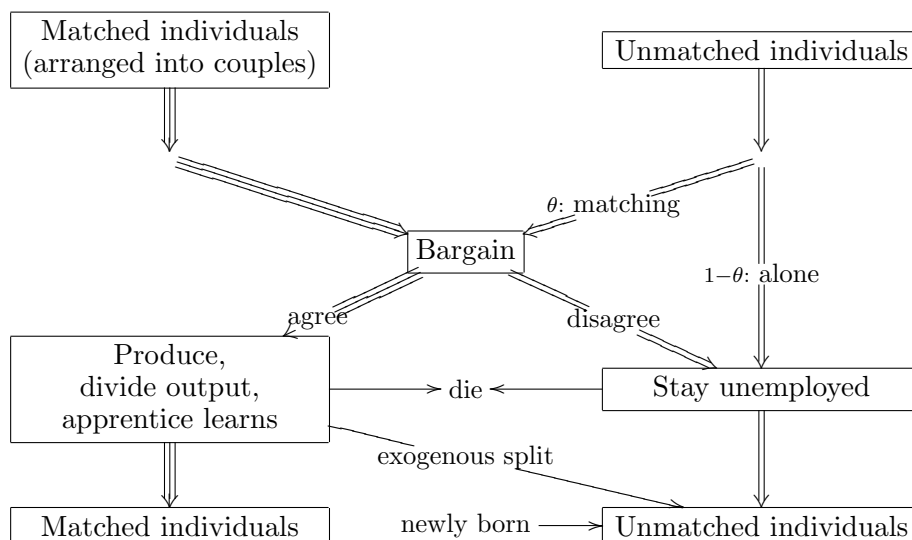 Matched individuals
(arranged into couples)
Unmatched individuals
θ: matching
Bargain
1−θ: alone
agree
disagree
Produce,
divide output,
apprentice learns
die
Stay unemployed
exogenous split
Matched individuals
newly born
Unmatched individuals